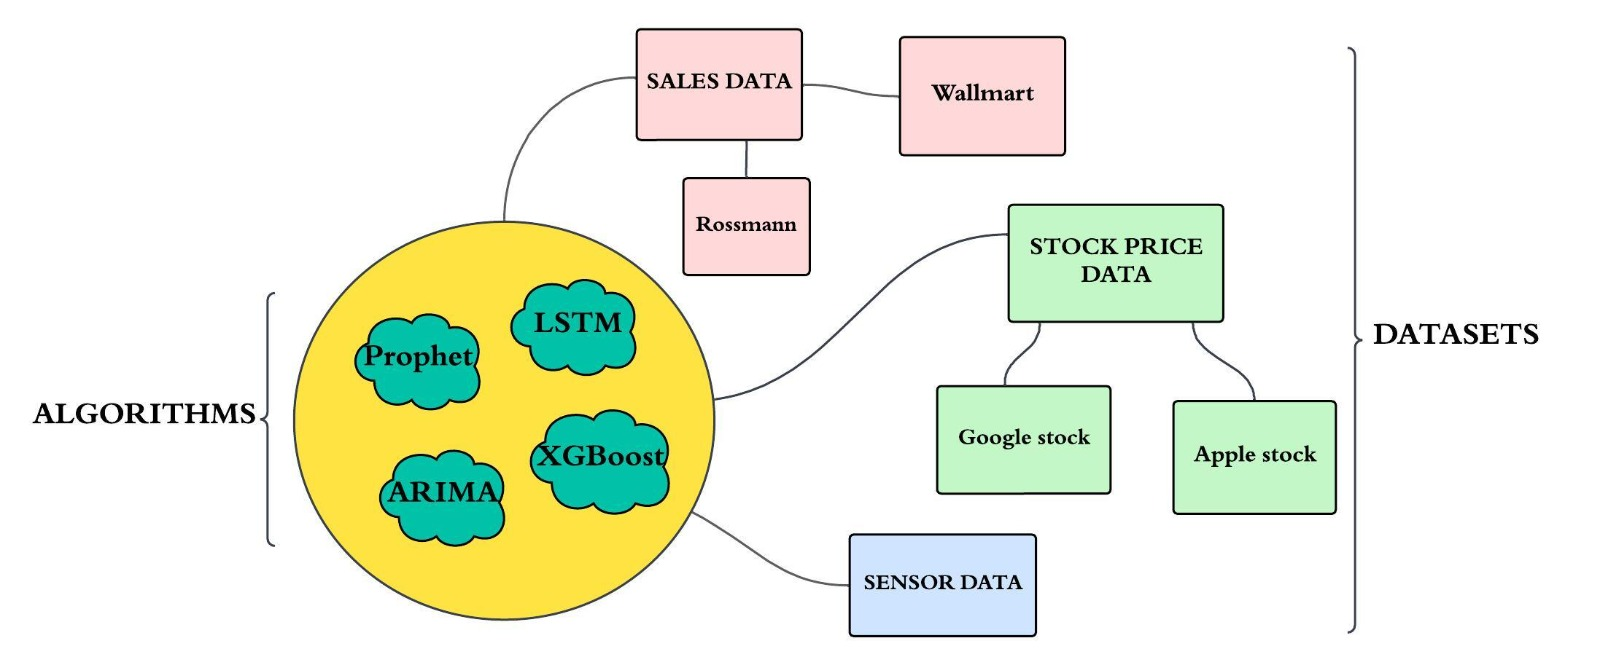 SALES DATA
Wallmart
Rossmann
STOCK PRICE
DATA
LSTM
Prophet
DATASETS
ALGORITHMS
XGBoost
Google stock
Apple stock
ARIMA
SENSOR DATA